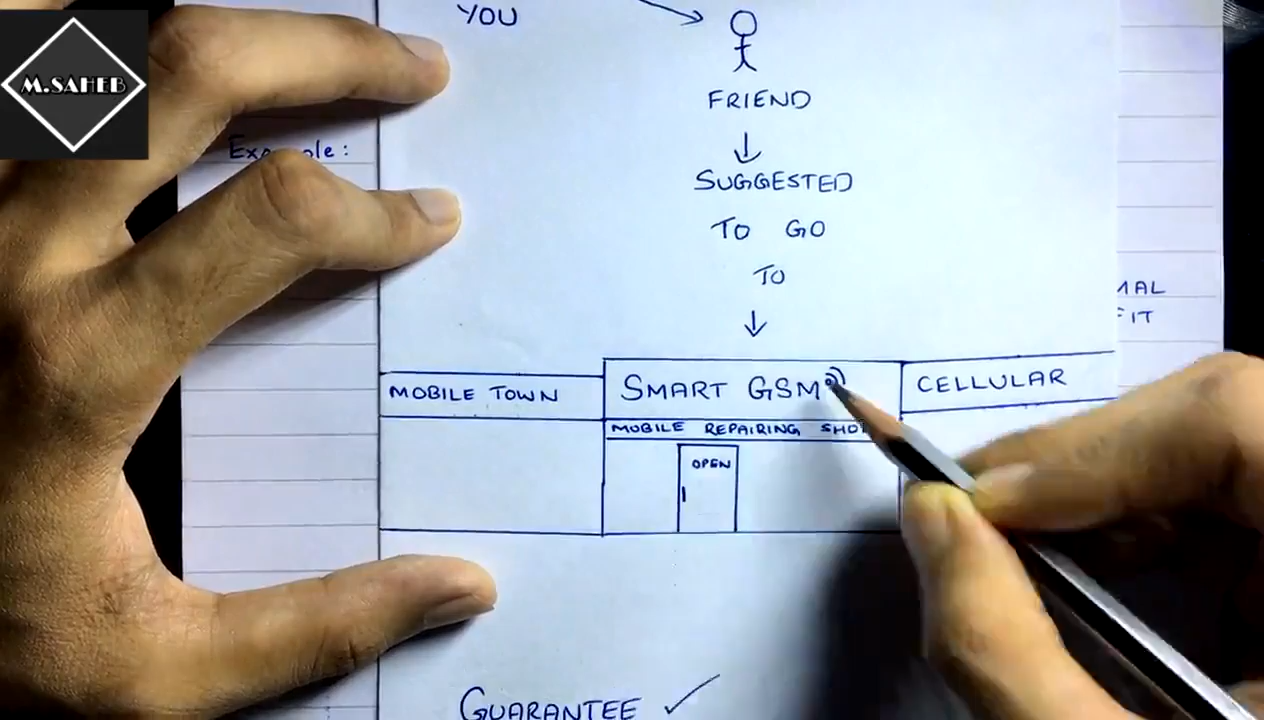 YOU
M.SAHEB
FRIEND
SUGGESTED
TO GO
TO
MOBILE TOWN
SMART GSM
CELLULAR
MOBILE REPAIRING
OPEN
GUARANTEE